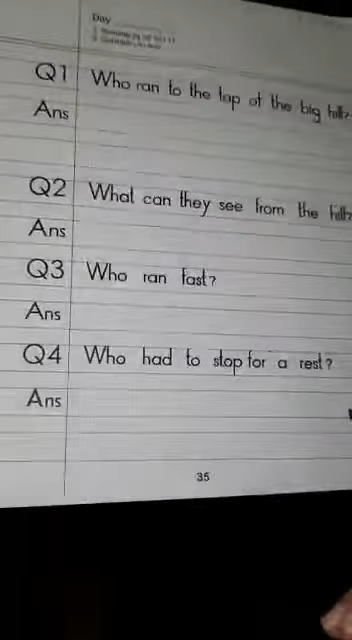 Day
Q1 Who ran to the top of the big hill?
Ans
Q2 What can they see from the hill?
Ans
Q3 Who ran fast?
Ans
Q4 Who had to stop for a rest?
Ans
35